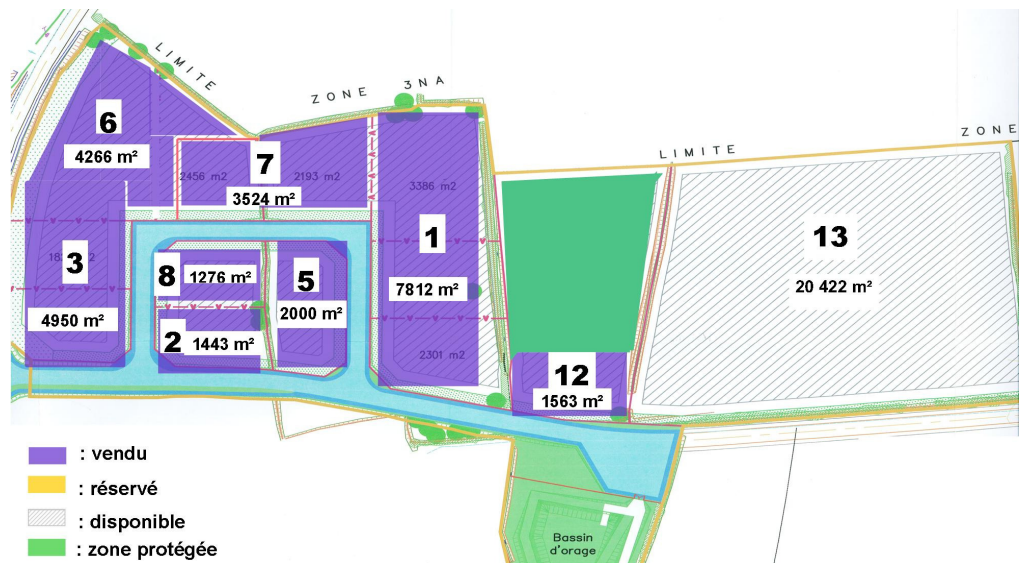 LIMITE
ZONE 3NA
LIMITE
ZONE
6
4266 m²
7
2456 m2
2193 m2
3524 m²
3386 m2
1
7812 m²
2301 m2
3
4950 m²
8
1276 m²
5
2000 m²
2
1443 m²
13
20 422 m²
12
1563 m²
: vendu
: réservé
: disponible
: zone protégée
Bassin
d'orage